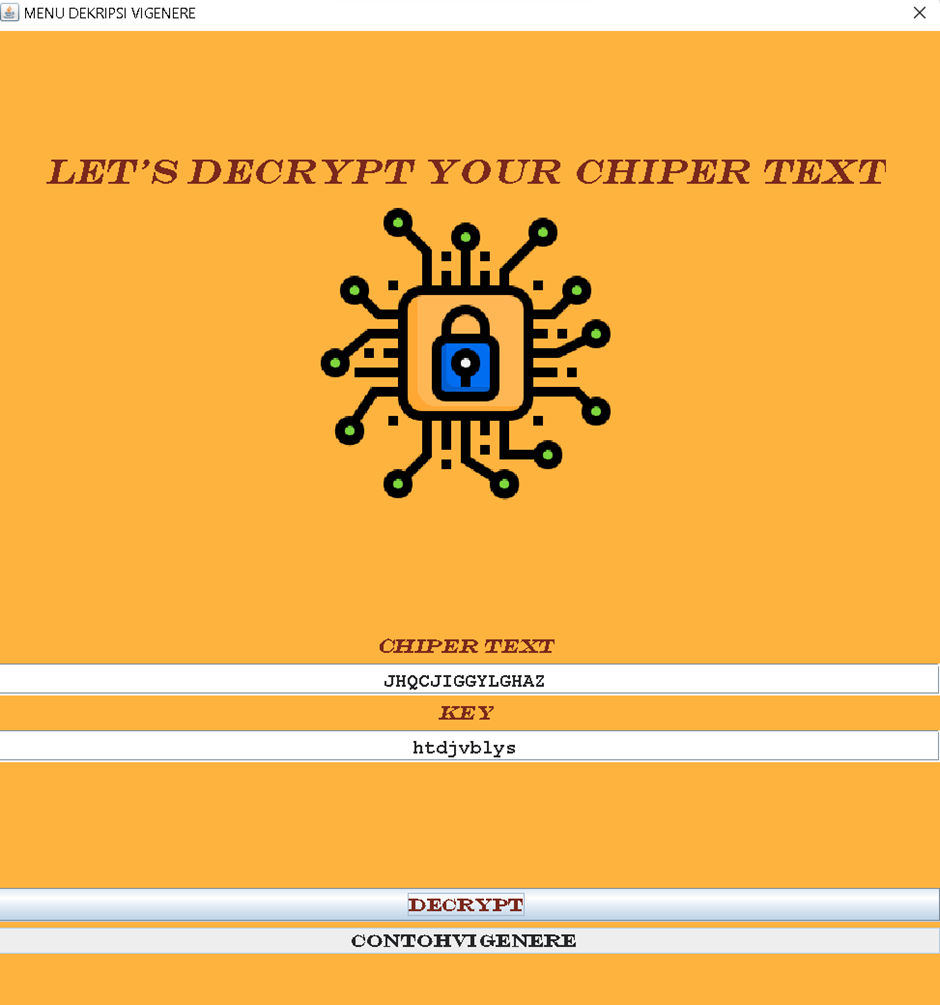 MENU DEKRIPSI VIGENERE
LET'S DECRYPT YOUR CHIPER TEXT
CHIPER TEXT
JHQCJIGGYLGHAZ
KEY
htdjvblys
DECRYPT
CONTOHVIGENERE